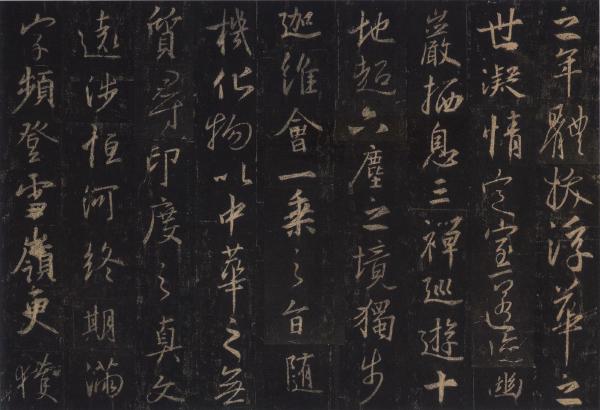 之年體拔浮華之
世凝情定室匿迹幽
巖栖息三禪巡遊十
地超六塵之境獨步
迦維會一乘之旨隨
機化物以中華之無
質尋印度之真文
遠涉恒河終期滿
字頻登雪嶺更獲